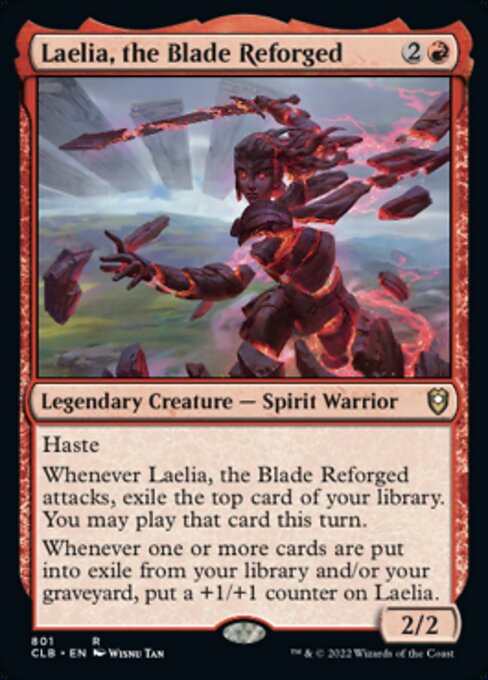 Laelia, the Blade Reforged 2
Legendary Creature — Spirit Warrior
Haste
Whenever Laelia, the Blade Reforged
attacks, exile the top card of your library.
You may play that card this turn.
Whenever one or more cards are put
into exile from your library and/or your
graveyard, put a +1/+1 counter on Laelia.
2/2
801 R
CLB • EN Wisnu Tan
™ & © 2022 Wizards of the Coast